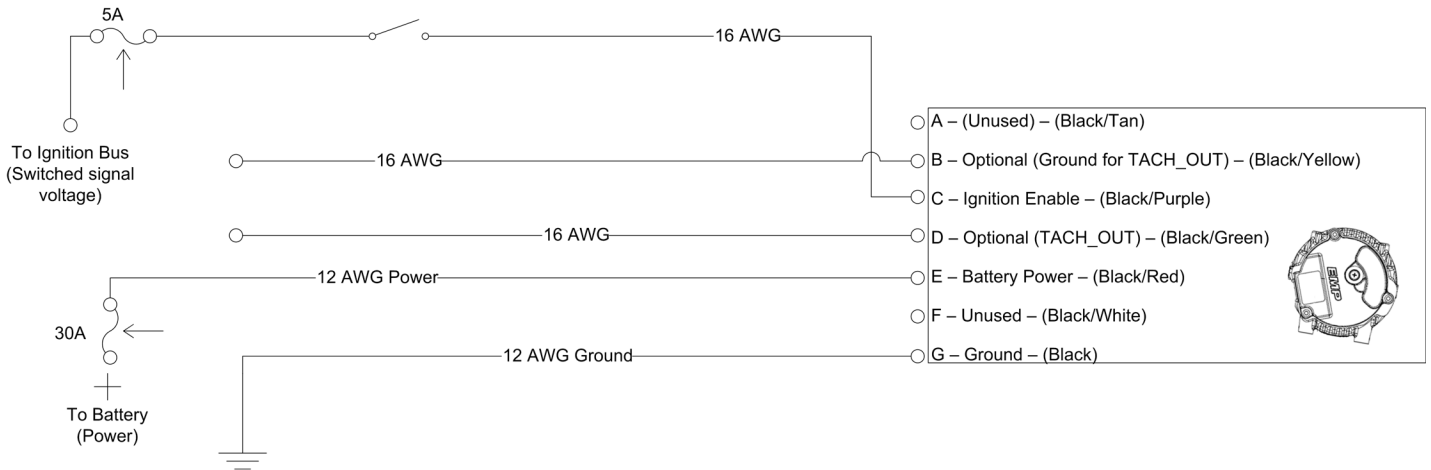 5A
16 AWG
To Ignition Bus
(Switched signal
voltage)
A – (Unused) – (Black/Tan)
16 AWG
B – Optional (Ground for TACH_OUT) – (Black/Yellow)
C – Ignition Enable – (Black/Purple)
16 AWG
D – Optional (TACH_OUT) – (Black/Green)
12 AWG Power
E – Battery Power – (Black/Red)
EMP
F – Unused – (Black/White)
30A
12 AWG Ground
G – Ground – (Black)
To Battery
(Power)